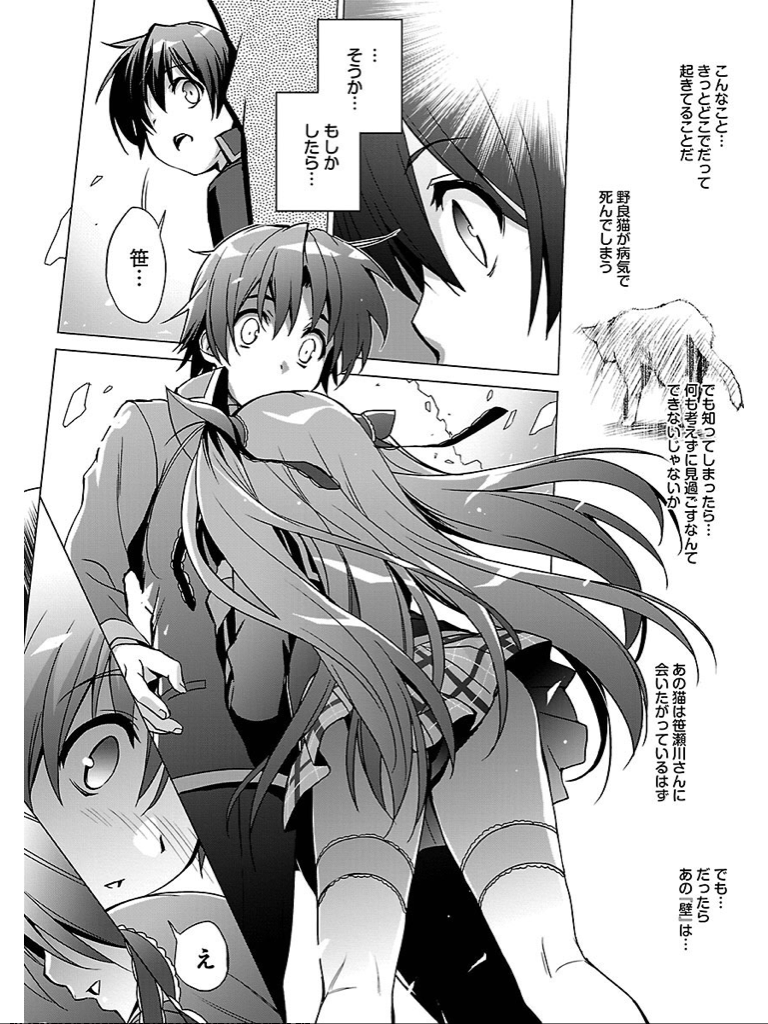 こんなこと…
きっとどこでだって
起きてることだ
野良猫が病気で
死んでしまう
でも知ってしまったら…
何も考えずに見過ごすなんて
できないじゃないか
あの猫は笹瀬川さんに
会いたがっているはず
でも…
だったら
あの『壁』は…
…
そうか…
もしか
したら…
笹…
え